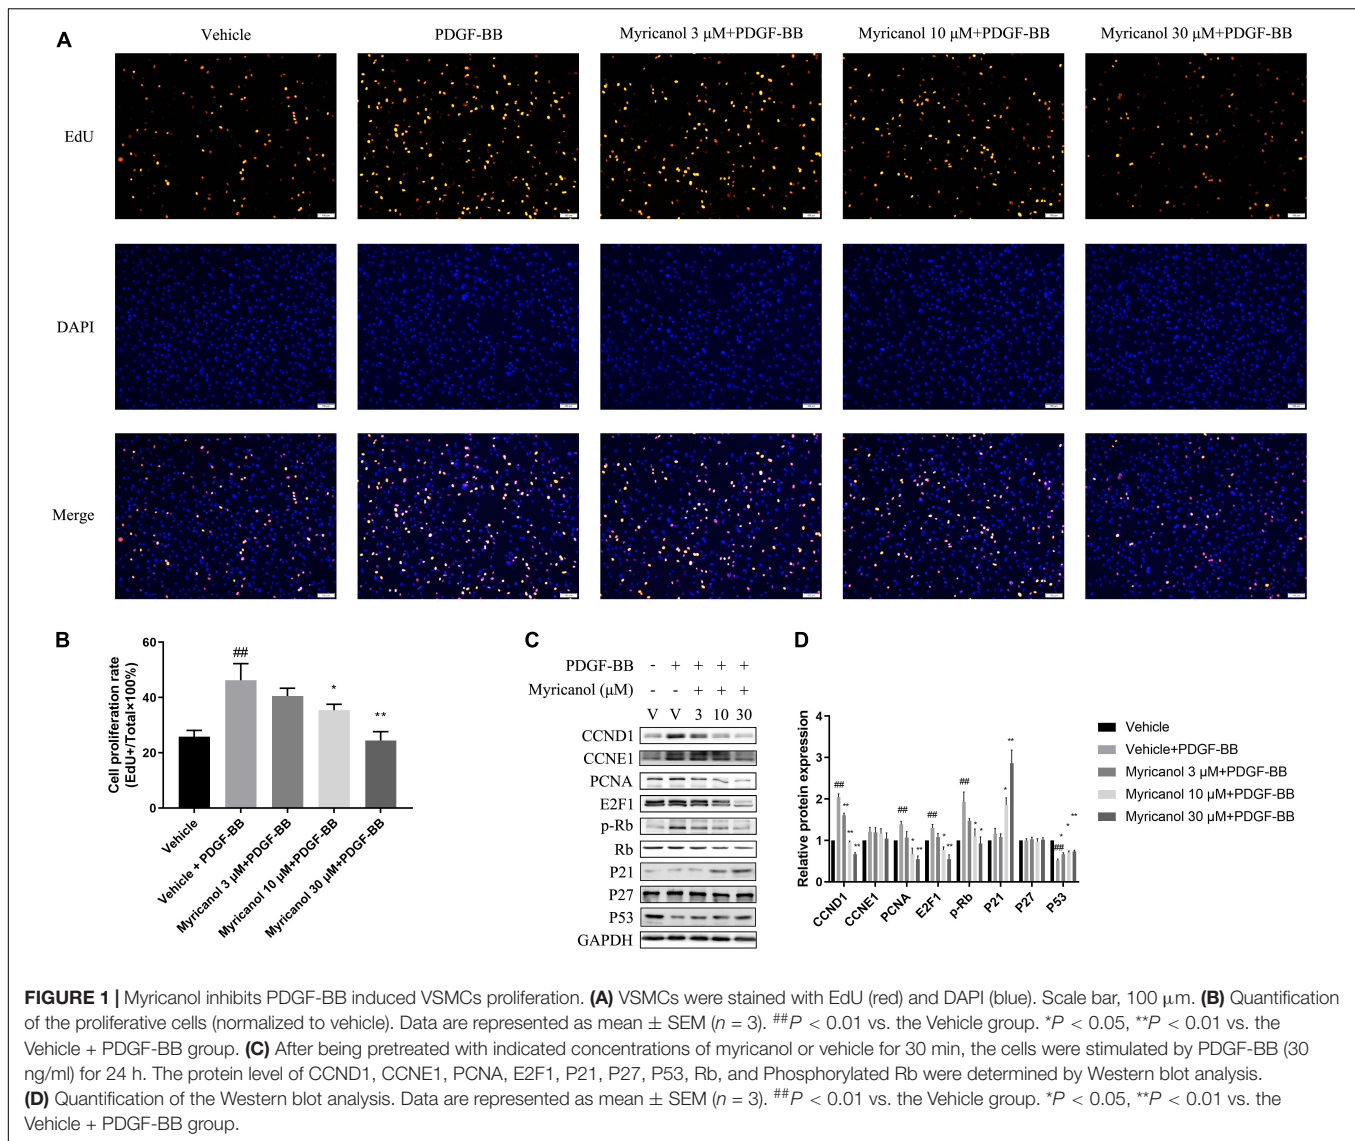 A
Vehicle PDGF-BB Myricanol 3 μM+PDGF-BB Myricanol 10 μM+PDGF-BB Myricanol 30 μM+PDGF-BB
EdU
DAPI
Merge
B
Cell proliferation rate
(EdU+/Total×100%)
60
40
20
0
##
*
**
Vehicle
Vehicle + PDGF-BB
Myricanol 3 μM+PDGF-BB
Myricanol 10 μM+PDGF-BB
Myricanol 30 μM+PDGF-BB
C
PDGF-BB - + + + +
Myricanol (μM) - - + + +
V V 3 10 30
CCND1
CCNE1
PCNA
E2F1
p-Rb
Rb
P21
P27
P53
GAPDH
D
Relative protein expression
4
3
2
1
0
## ** ** **
## * **
## * **
## * *
* **
## * * **
CCND1
CCNE1
PCNA
E2F1
p-Rb
P21
P27
P53
Vehicle
Vehicle+PDGF-BB
Myricanol 3 μM+PDGF-BB
Myricanol 10 μM+PDGF-BB
Myricanol 30 μM+PDGF-BB
FIGURE 1 | Myricanol inhibits PDGF-BB induced VSMCs proliferation. (A) VSMCs were stained with EdU (red) and DAPI (blue). Scale bar, 100 μm. (B) Quantification
of the proliferative cells (normalized to vehicle). Data are represented as mean ± SEM (n = 3). ##P < 0.01 vs. the Vehicle group. *P < 0.05, **P < 0.01 vs. the
Vehicle + PDGF-BB group. (C) After being pretreated with indicated concentrations of myricanol or vehicle for 30 min, the cells were stimulated by PDGF-BB (30
ng/ml) for 24 h. The protein level of CCND1, CCNE1, PCNA, E2F1, P21, P27, P53, Rb, and Phosphorylated Rb were determined by Western blot analysis.
(D) Quantification of the Western blot analysis. Data are represented as mean ± SEM (n = 3). ##P < 0.01 vs. the Vehicle group. *P < 0.05, **P < 0.01 vs. the
Vehicle + PDGF-BB group.